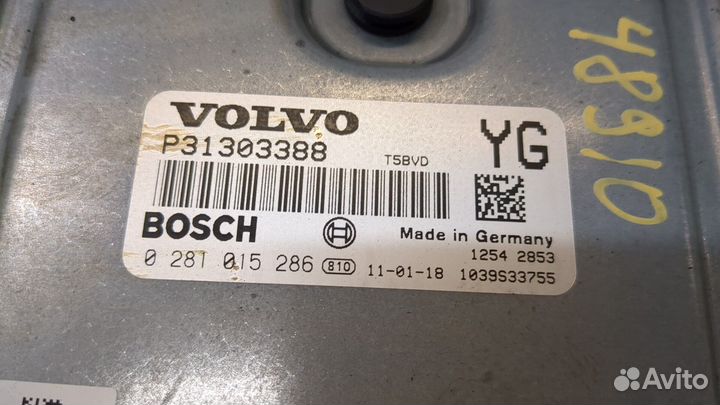 VOLVO
P31303388 T5BVD
YG
BOSCH
Made in Germany
1254 2853
0 281 015 286 810 11-01-18 1039S33755
48910
Avito